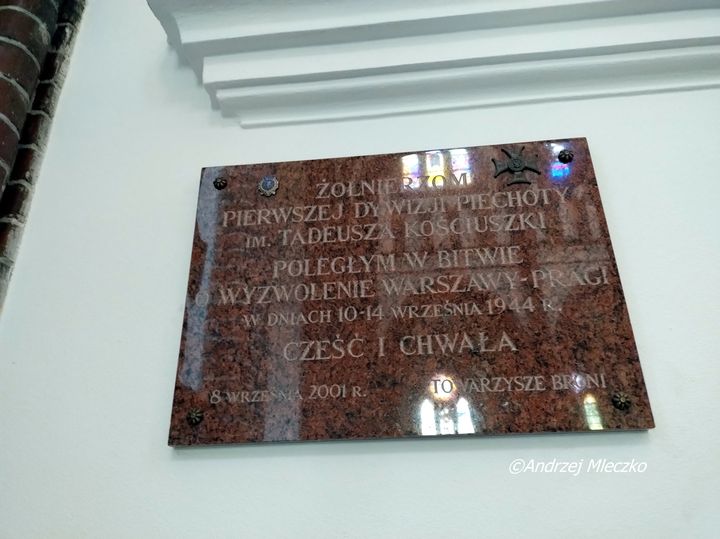 ŻOŁNIERZOM
PIERWSZEJ DYWIZJI PIECHOTY
IM. TADEUSZA KOŚCIUSZKI
POLEGŁYM W BITWIE
O WYZWOLENIE WARSZAWY-PRAGI
W DNIACH 10-14 WRZEŚNIA 1944 R.
CZEŚĆ I CHWAŁA
8 WRZEŚNIA 2001 R. TOWARZYSZE BRONI
©Andrzej Mleczko